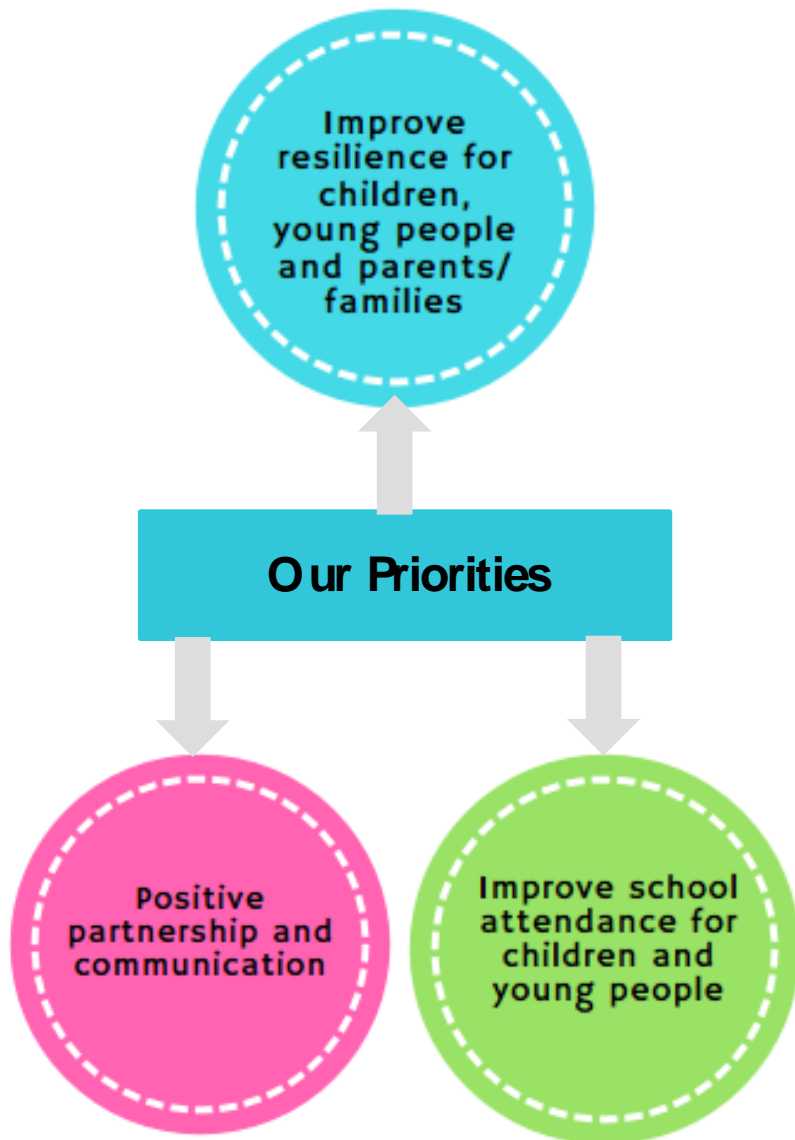 Improve
resilience for
children,
young people
and parents/
families
Our Priorities
Positive
partnership and
communication
Improve school
attendance for
children and
young people